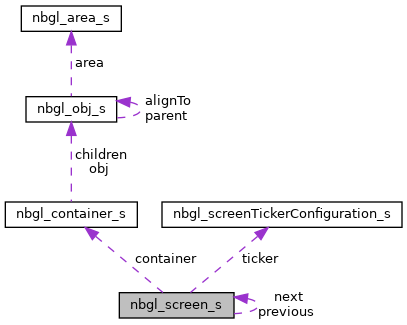 nbgl_area_s
area
nbgl_obj_s
alignTo
parent
children
obj
nbgl_container_s
nbgl_screenTickerConfiguration_s
container
ticker
nbgl_screen_s
next
previous